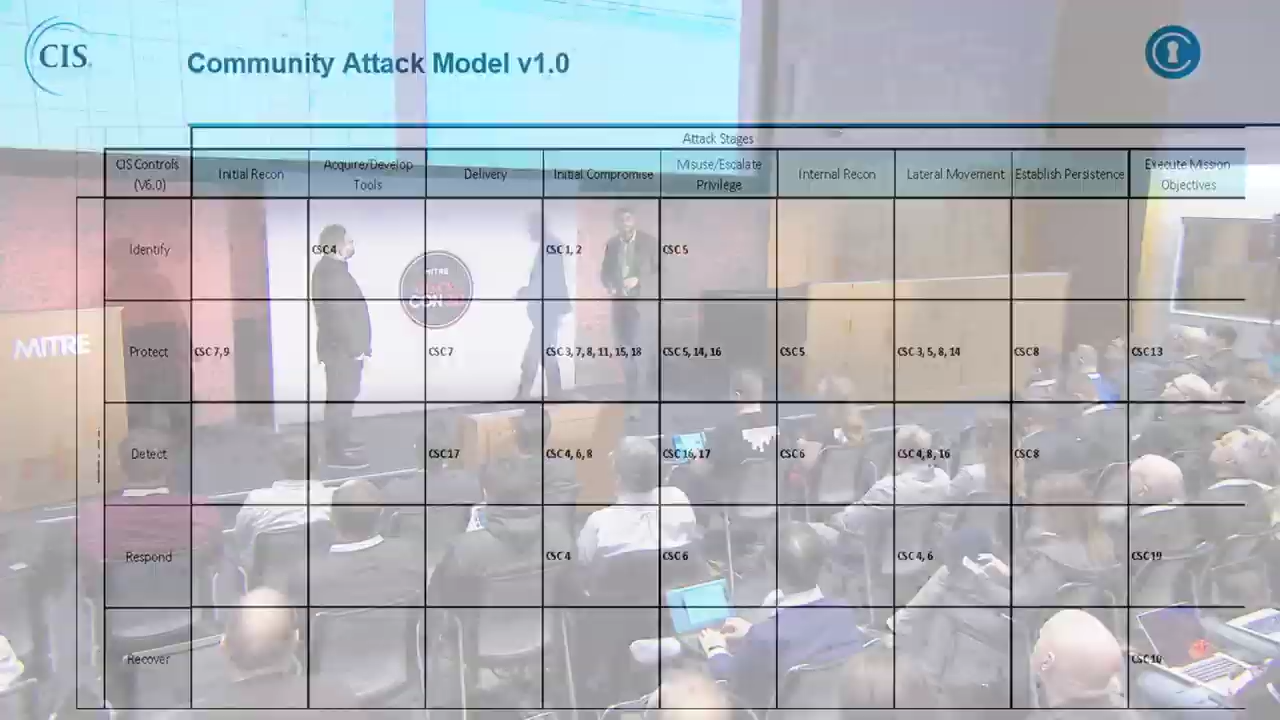 CIS
Community Attack Model v1.0
Attack Stages
CIS Controls (V6.0)
Initial Recon
Acquire/Develop Tools
Delivery
Initial Compromise
Misuse/Escalate Privilege
Internal Recon
Lateral Movement
Establish Persistence
Execute Mission Objectives
Identify
CSC 4
CSC 1, 2
CSC 5
Protect
CSC 7, 9
CSC 7
CSC 3, 7, 8, 11, 15, 18
CSC 5, 14, 16
CSC 5
CSC 3, 5, 8, 14
CSC 8
CSC 13
Detect
CSC 17
CSC 4, 6, 8
CSC 16, 17
CSC 6
CSC 4, 8, 16
CSC 8
Respond
CSC 4
CSC 6
CSC 4, 6
CSC 19
Recover
CSC 10
MITRE
MITRE
CON